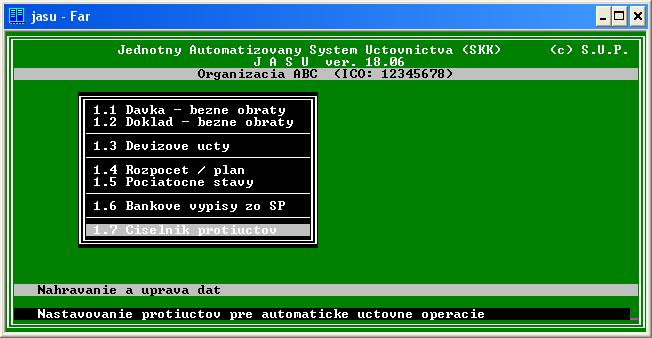 jasu - Far
Jednotny Automatizovany System Uctovnictva (SKK) (c) S.U.P.
J A S U ver. 18.06
Organizacia ABC (ICO: 12345678)
1.1 Davka - bezne obraty
1.2 Doklad - bezne obraty
1.3 Devizove ucty
1.4 Rozpocet / plan
1.5 Pociatocne stavy
1.6 Bankove vypisy zo SP
1.7 Ciselnik protiuctov
Nahravanie a uprava dat
Nastavovanie protiuctov pre automaticke uctovne operacie